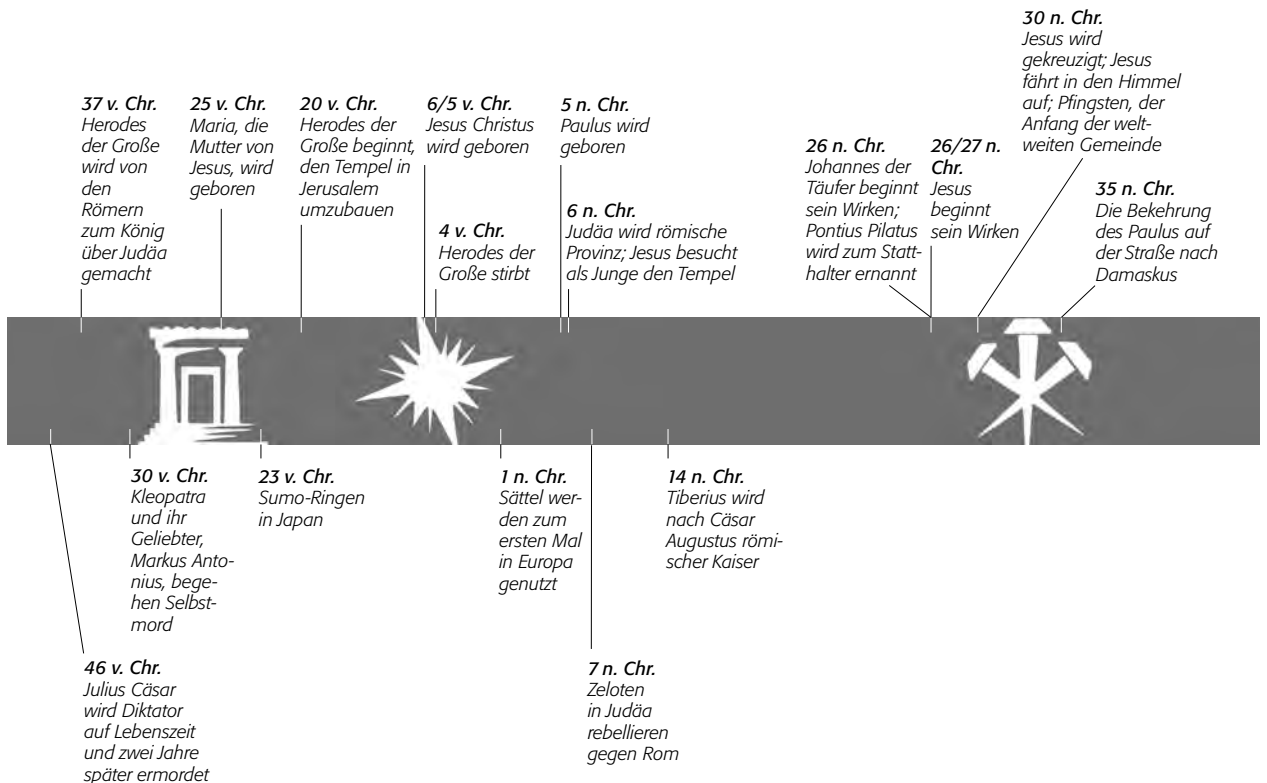 37 v. Chr.
Herodes
der Große
wird von
den
Römern
zum König
über Judäa
gemacht
25 v. Chr.
Maria, die
Mutter von
Jesus, wird
geboren
20 v. Chr.
Herodes der
Große beginnt,
den Tempel in
Jerusalem
umzubauen
6/5 v. Chr.
Jesus Christus
wird geboren
4 v. Chr.
Herodes der
Große stirbt
5 n. Chr.
Paulus wird
geboren
6 n. Chr.
Judäa wird römische
Provinz; Jesus besucht
als Junge den Tempel
26 n. Chr.
Johannes der
Täufer beginnt
sein Wirken;
Pontius Pilatus
wird zum Statt-
halter ernannt
26/27 n.
Chr.
Jesus
beginnt
sein Wirken
30 n. Chr.
Jesus wird
gekreuzigt; Jesus
fährt in den Himmel
auf; Pfingsten, der
Anfang der welt-
weiten Gemeinde
35 n. Chr.
Die Bekehrung
des Paulus auf
der Straße nach
Damaskus
46 v. Chr.
Julius Cäsar
wird Diktator
auf Lebenszeit
und zwei Jahre
später ermordet
30 v. Chr.
Kleopatra
und ihr
Geliebter,
Markus Anto-
nius, bege-
hen Selbst-
mord
23 v. Chr.
Sumo-Ringen
in Japan
1 n. Chr.
Sättel wer-
den zum
ersten Mal
in Europa
genutzt
7 n. Chr.
Zeloten
in Judäa
rebellieren
gegen Rom
14 n. Chr.
Tiberius wird
nach Cäsar
Augustus römi-
scher Kaiser